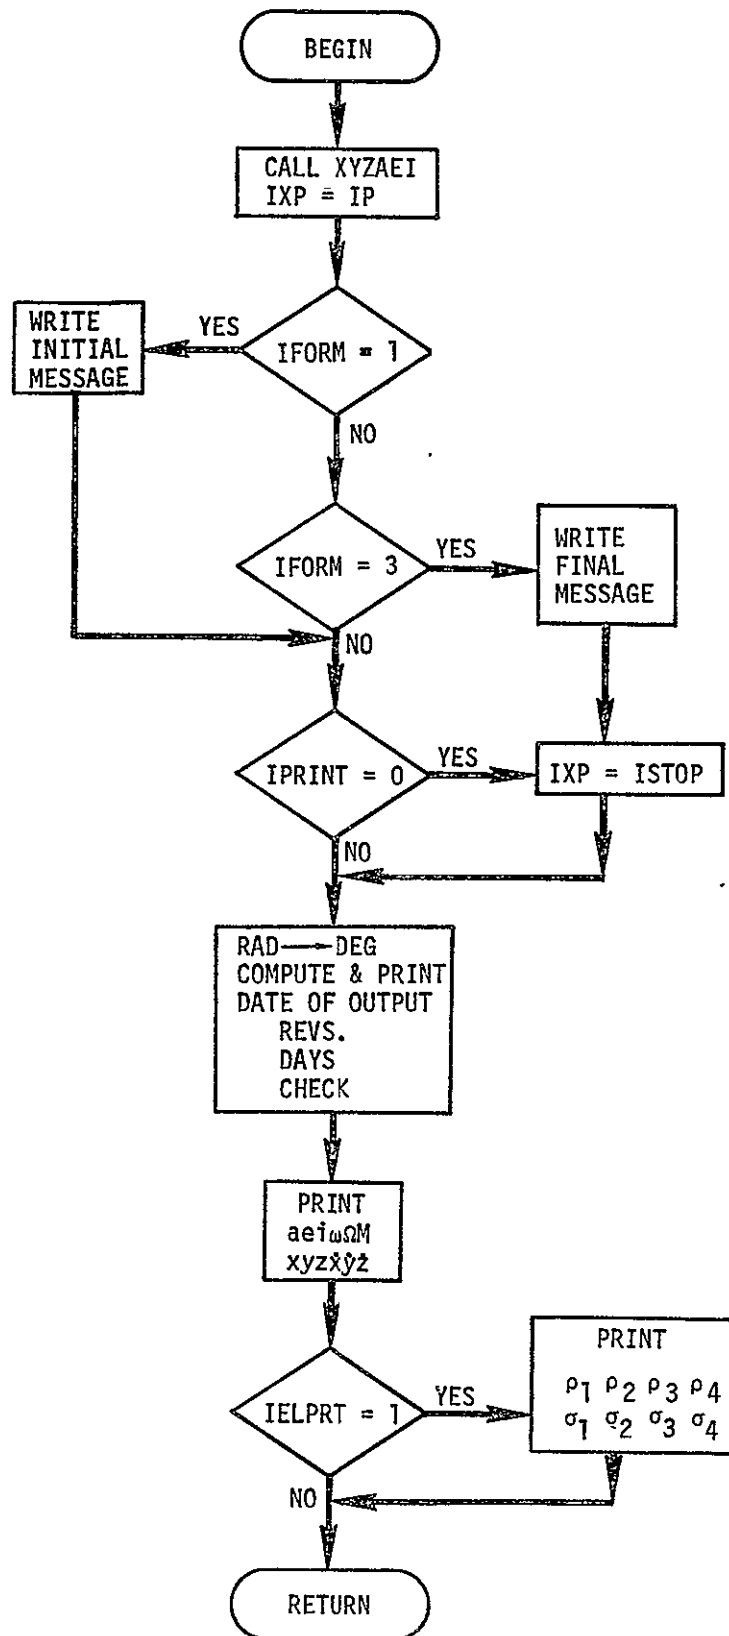 BEGIN
CALL XYZAEI
IXP = IP
IFORM = 1
YES
WRITE
INITIAL
MESSAGE
NO
IFORM = 3
YES
WRITE
FINAL
MESSAGE
NO
IPRINT = 0
YES
IXP = ISTOP
NO
RAD → DEG
COMPUTE & PRINT
DATE OF OUTPUT
REVS.
DAYS
CHECK
PRINT
aeiωΩM
xyzẋẏż
IELPRT = 1
YES
PRINT
ρ1 ρ2 ρ3 ρ4
σ1 σ2 σ3 σ4
NO
RETURN